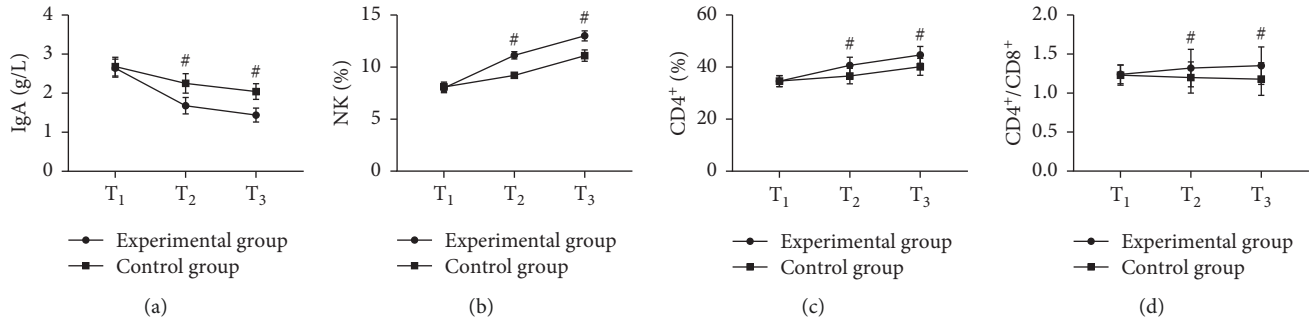 IgA (g/L)
4
3
2
1
0
#
#
T₁
T₂
T₃
Experimental group
Control group
(a)
NK (%)
15
10
5
0
#
#
T₁
T₂
T₃
Experimental group
Control group
(b)
CD4⁺ (%)
60
40
20
0
#
#
T₁
T₂
T₃
Experimental group
Control group
(c)
CD4⁺/CD8⁺
2.0
1.5
1.0
0.5
0.0
#
#
T₁
T₂
T₃
Experimental group
Control group
(d)